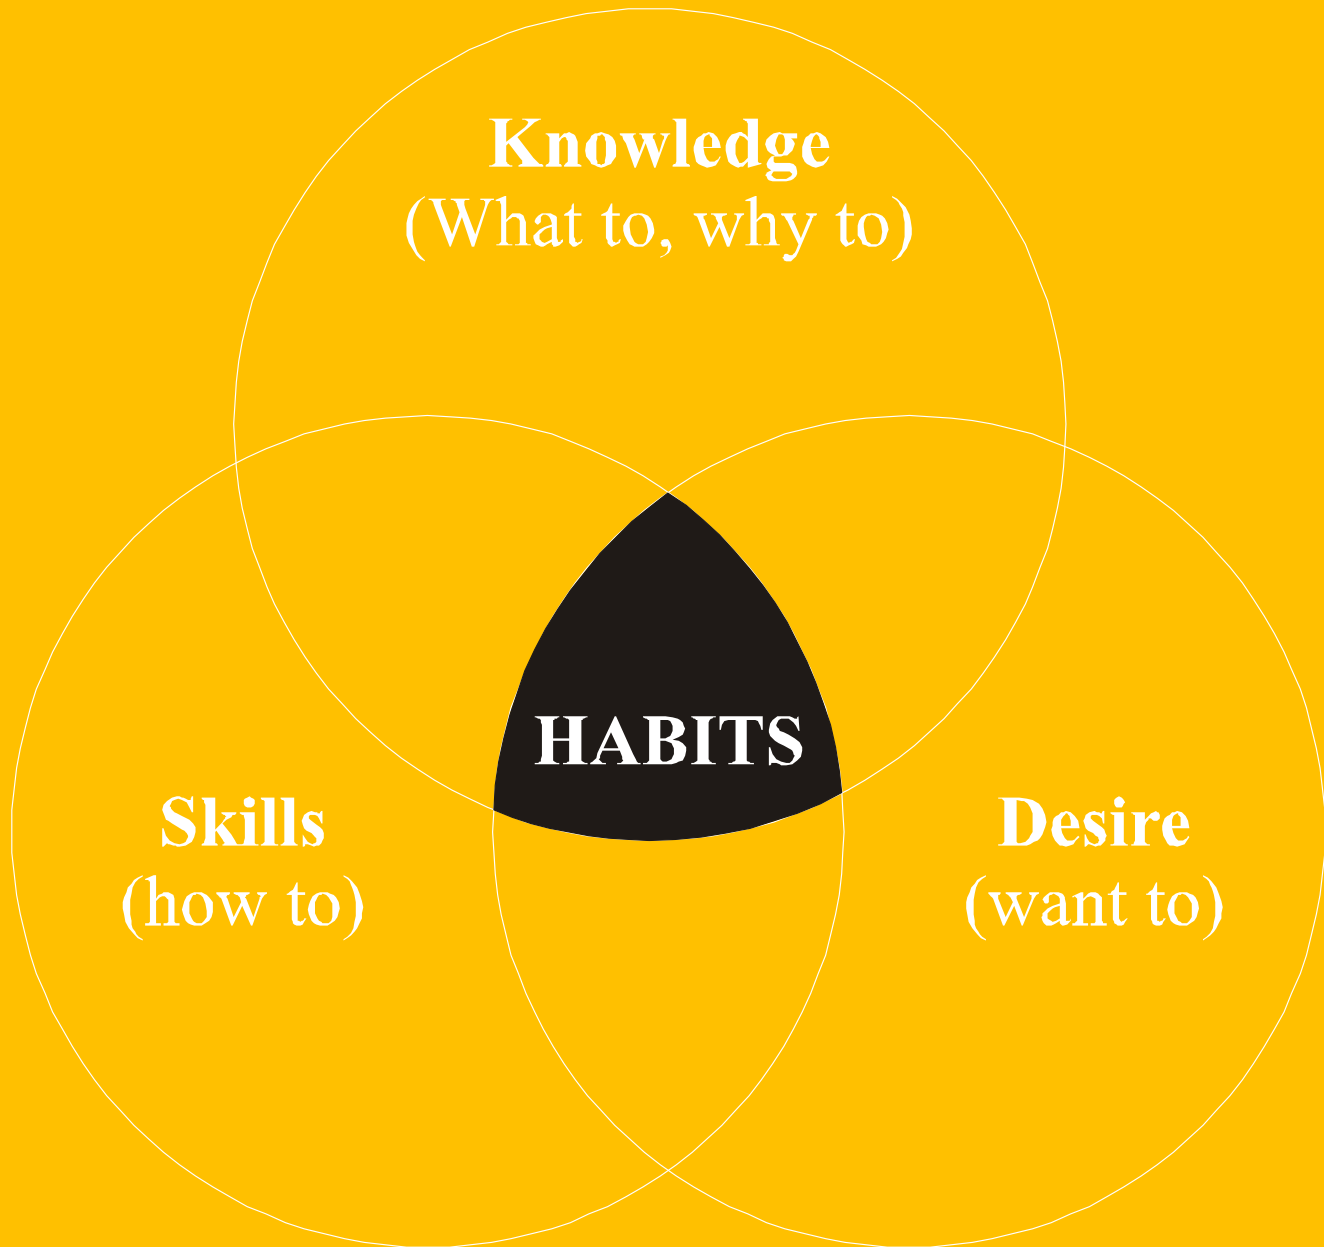 Knowledge
(What to, why to)
HABITS
Skills
(how to)
Desire
(want to)